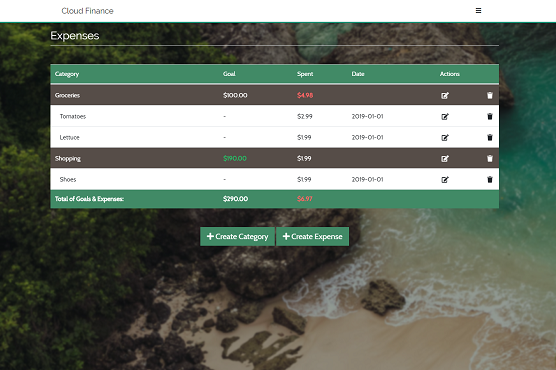 Cloud Finance
Expenses
Category Goal Spent Date Actions
Groceries $100.00 $4.98
Tomatoes - $2.99 2019-01-01
Lettuce - $1.99 2019-01-01
Shopping $190.00 $1.99
Shoes - $1.99 2019-01-01
Total of Goals & Expenses: $290.00 $6.97
Create Category Create Expense